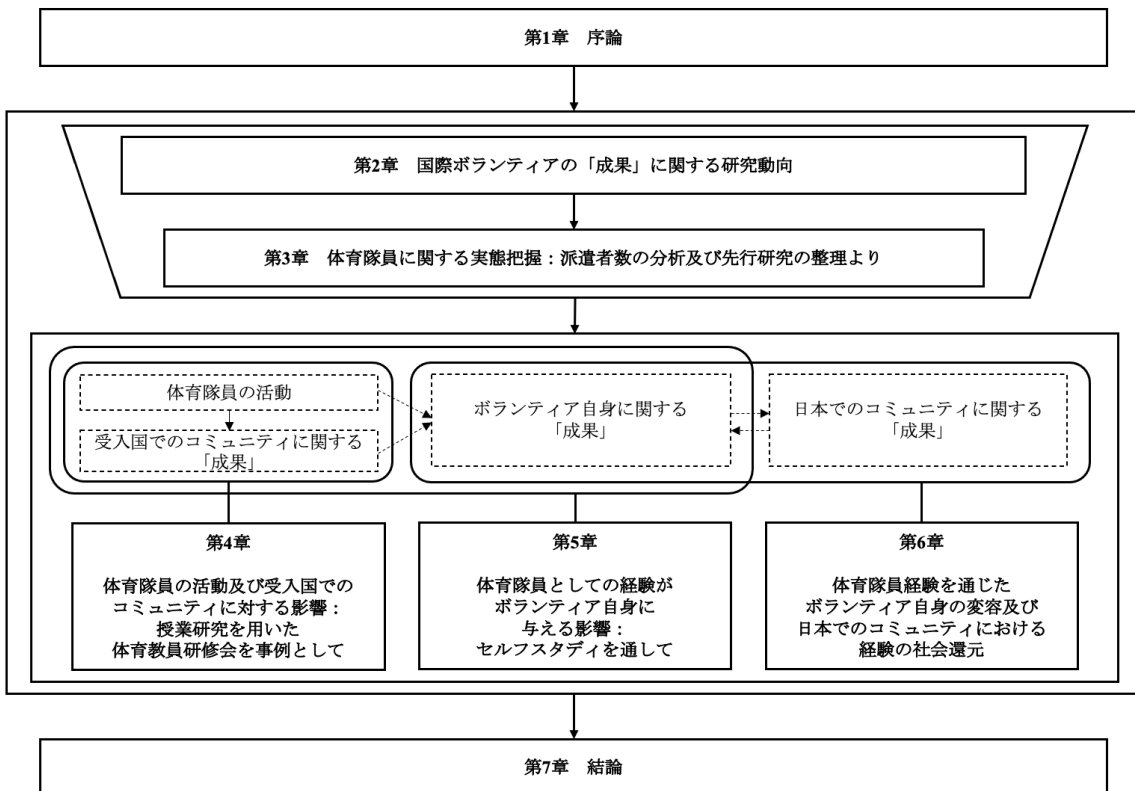 第1章　序論
第2章　国際ボランティアの「成果」に関する研究動向
第3章　体育隊員に関する実態把握：派遣者数の分析及び先行研究の整理より
体育隊員の活動
受入国でのコミュニティに関する
「成果」
ボランティア自身に関する
「成果」
日本でのコミュニティに関する
「成果」
第4章
体育隊員の活動及び受入国での
コミュニティに対する影響：
授業研究を用いた
体育教員研修会を事例として
第5章
体育隊員としての経験が
ボランティア自身に
与える影響：
セルフスタディを通して
第6章
体育隊員経験を通じた
ボランティア自身の変容及び
日本でのコミュニティにおける
経験の社会還元
第7章　結論